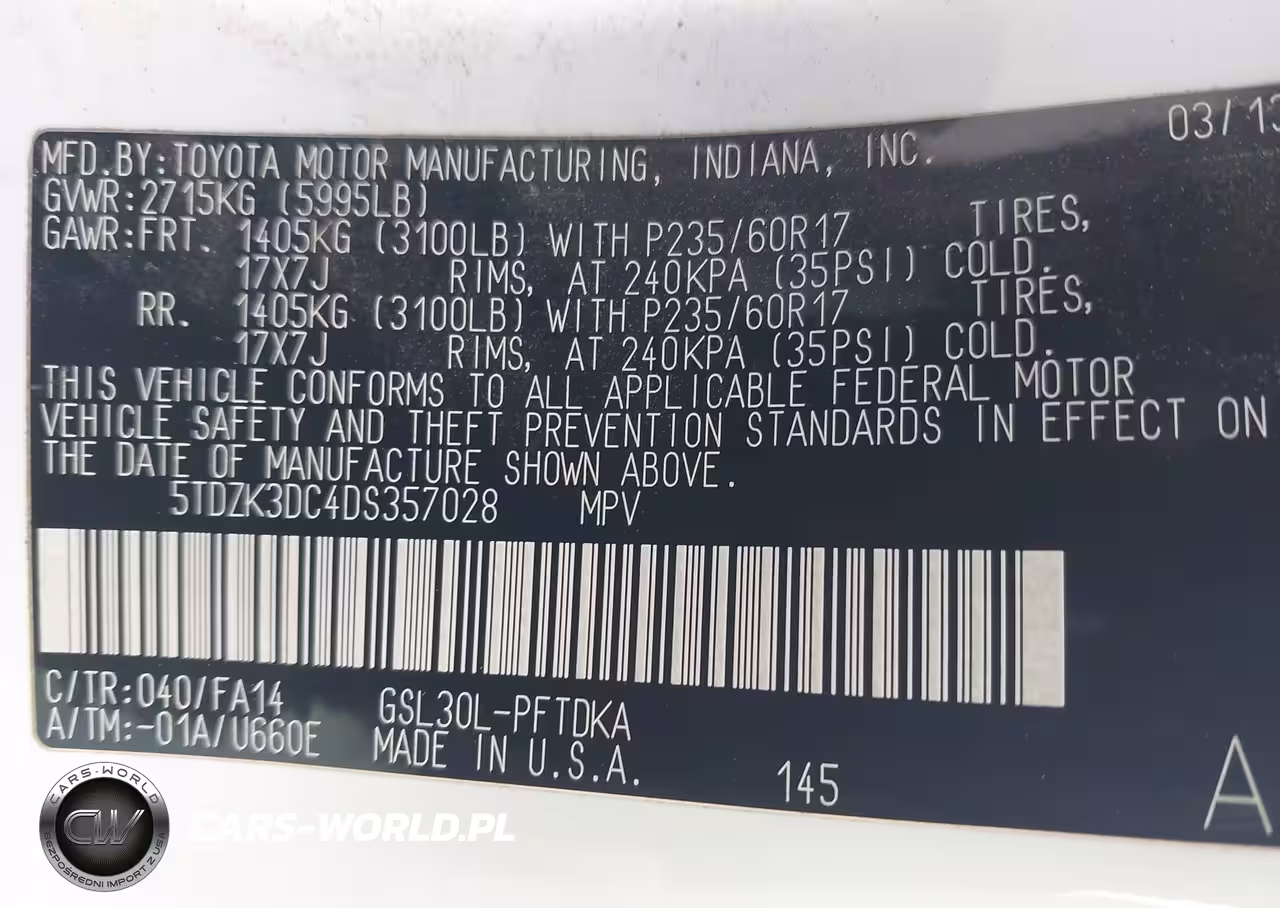 03/13
MFD.BY:TOYOTA MOTOR MANUFACTURING, INDIANA, INC.
GVWR:2715KG (5995LB)
GAWR:FRT. 1405KG (3100LB) WITH P235/60R17 TIRES,
17X7J RIMS, AT 240KPA (35PSI) COLD.
RR. 1405KG (3100LB) WITH P235/60R17 TIRES,
17X7J RIMS, AT 240KPA (35PSI) COLD.
THIS VEHICLE CONFORMS TO ALL APPLICABLE FEDERAL MOTOR
VEHICLE SAFETY AND THEFT PREVENTION STANDARDS IN EFFECT ON
THE DATE OF MANUFACTURE SHOWN ABOVE.
5TDZK3DC4DS357028 MPV
C/TR:040/FA14 GSL30L-PFTDKA
A/TM:-01A/U660E MADE IN U.S.A.
145 A
CARS-WORLD
CW
BEZPOŚREDNI IMPORT Z USA
CARS-WORLD.PL